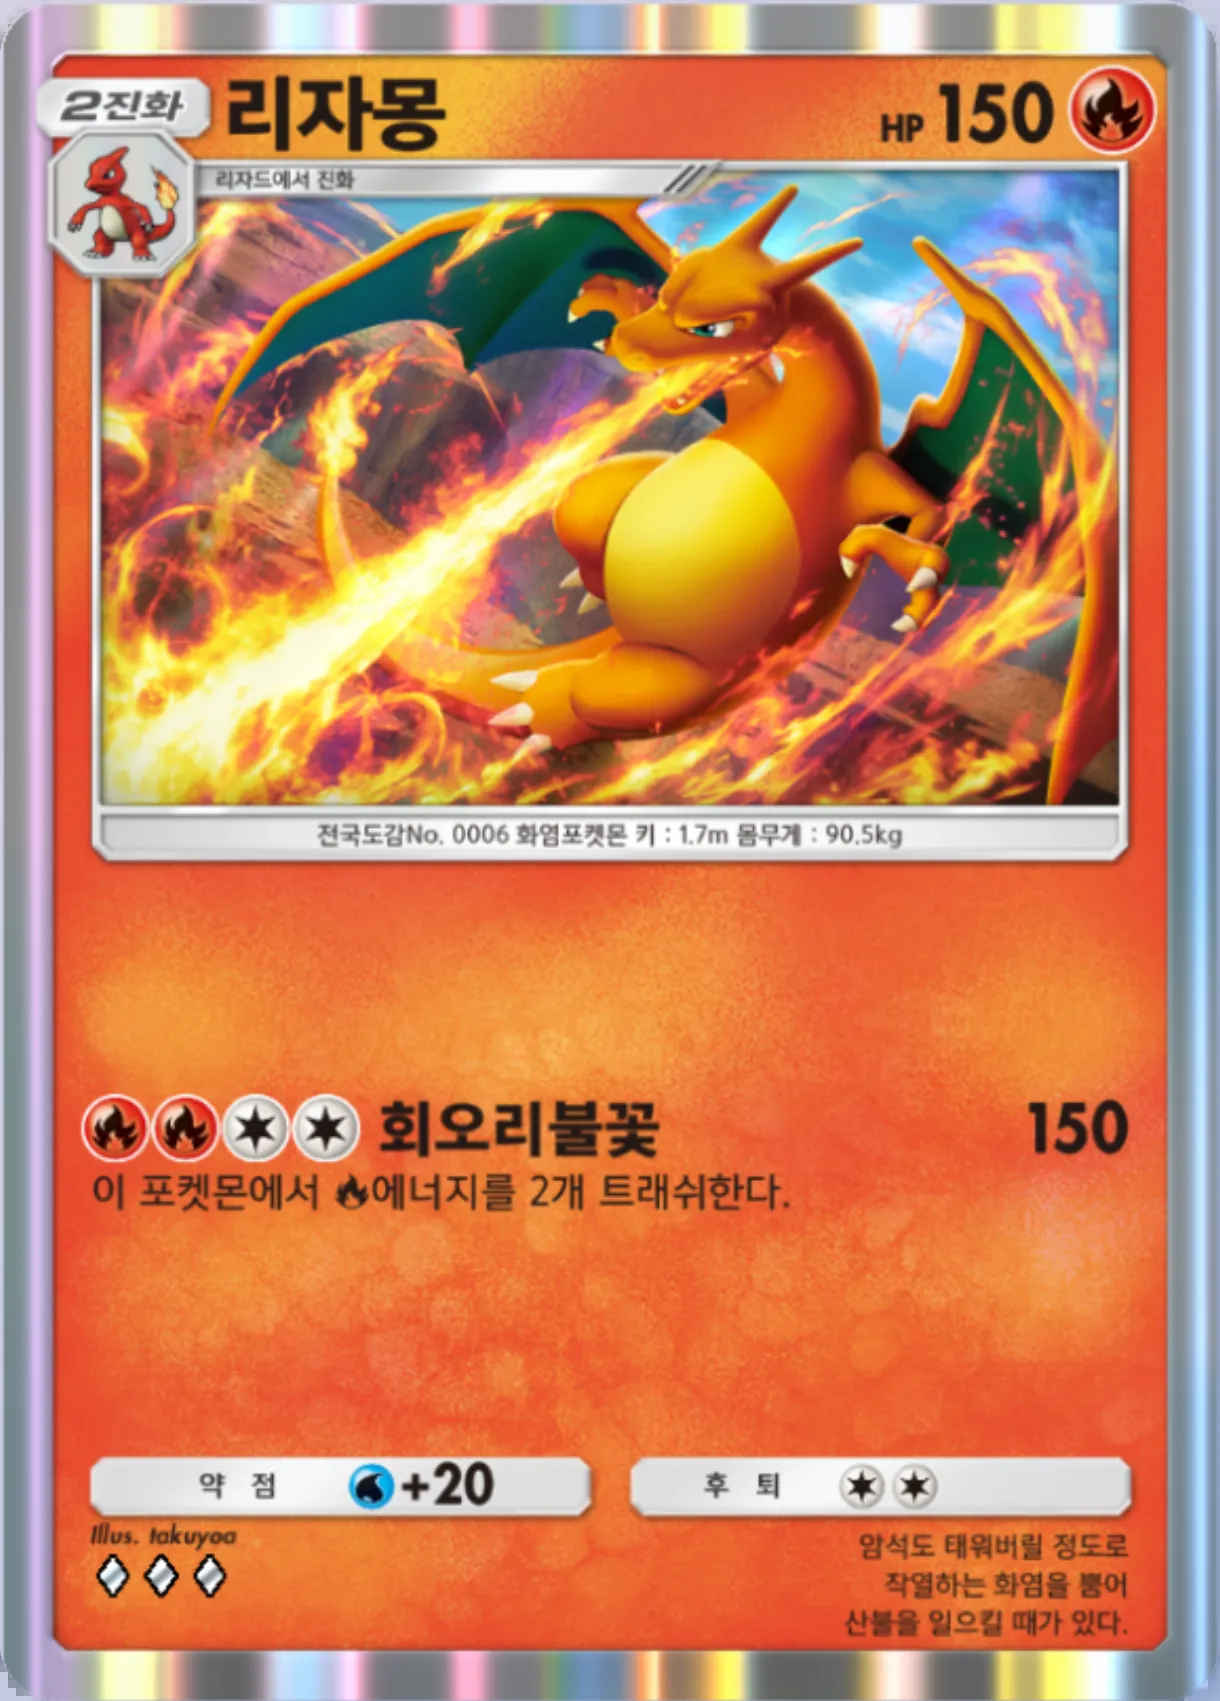 2진화 리자몽 HP 150
리자드에서 진화
전국도감No. 0006 화염포켓몬 키 : 1.7m 몸무게 : 90.5kg
회오리불꽃 150
이 포켓몬에서 에너지를 2개 트래쉬한다.
약점 +20 후퇴
Illus. takuyoa
암석도 태워버릴 정도로
작열하는 화염을 뿜어
산불을 일으킬 때가 있다.